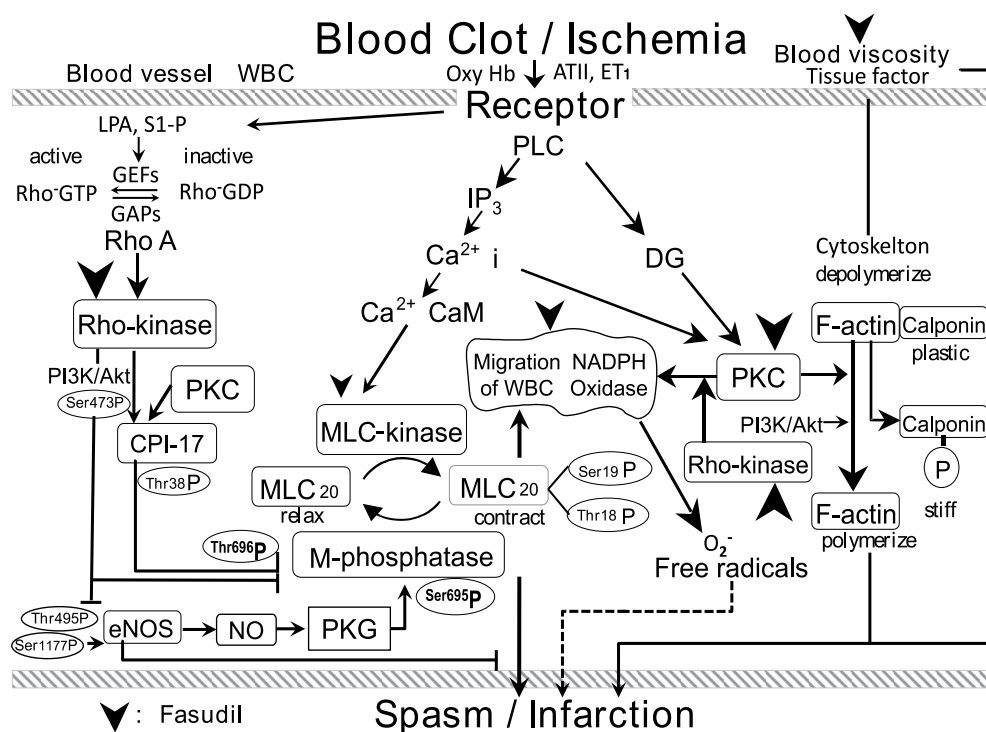 Blood Clot / Ischemia
Blood viscosity
Tissue factor
Blood vessel WBC
Oxy Hb ATII, ET1
Receptor
LPA, S1-P
active inactive
GEFs
Rho-GTP Rho-GDP
GAPs
Rho A
PLC
IP3
Ca2+ i
DG
Cytoskelton
depolymerize
Ca2+ CaM
Rho-kinase
F-actin Calponin
plastic
Migration NADPH
of WBC Oxidase
PKC
PI3K/Akt
Ser473P
PKC
CPI-17
Thr38P
MLC-kinase
PI3K/Akt
Calponin
P
stiff
Rho-kinase
MLC20
relax
MLC20
contract
Ser19 P
Thr18 P
F-actin
polymerize
Thr696P
M-phosphatase
Ser695P
O2-
Free radicals
Thr495P
Ser1177P
eNOS
NO
PKG
Spasm / Infarction
: Fasudil